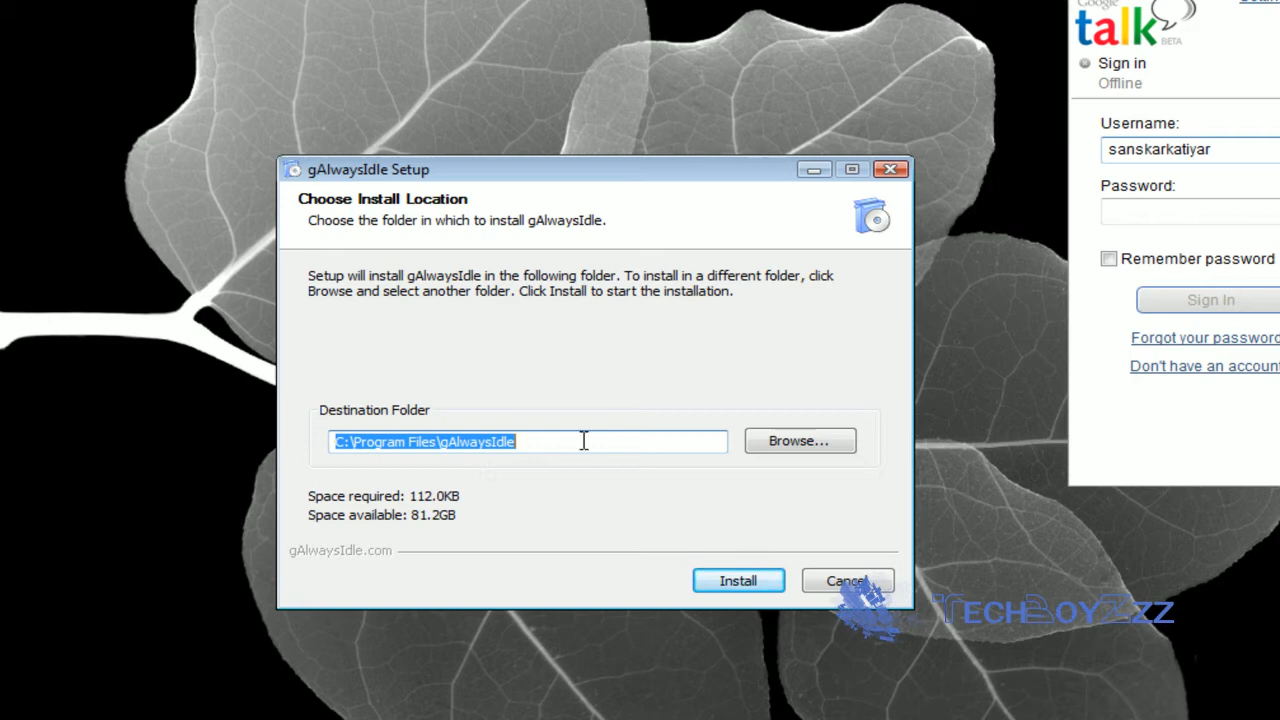 gAlwaysIdle Setup
Choose Install Location
Choose the folder in which to install gAlwaysIdle.
Setup will install gAlwaysIdle in the following folder. To install in a different folder, click
Browse and select another folder. Click Install to start the installation.
Destination Folder
C:\Program Files\gAlwaysIdle
Browse...
Space required: 112.0KB
Space available: 81.2GB
gAlwaysIdle.com
Install
Cancel
Google
talk
BETA
Sign in
Offline
Username:
sanskarkatiyar
Password:
Remember password
Sign In
Forgot your password
Don't have an account
TechBoyZzz